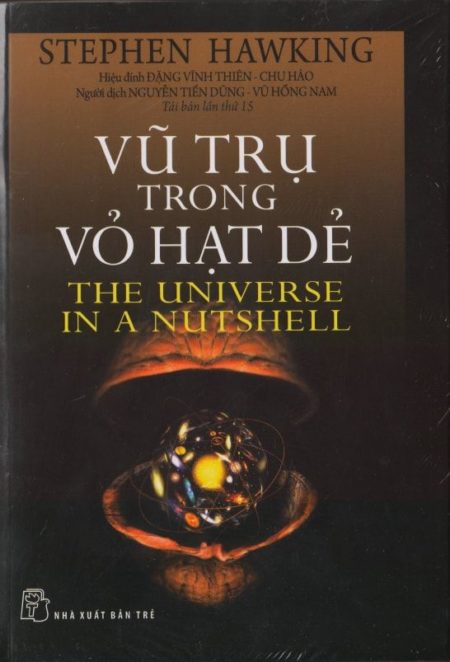 STEPHEN HAWKING
Hiệu đính ĐẶNG VĨNH THIÊN - CHU HẢO
Người dịch NGUYỄN TIẾN DŨNG - VŨ HỒNG NAM
Tái bản lần thứ 15
VŨ TRỤ
TRONG
VỎ HẠT DẺ
THE UNIVERSE
IN A NUTSHELL
NHÀ XUẤT BẢN TRẺ